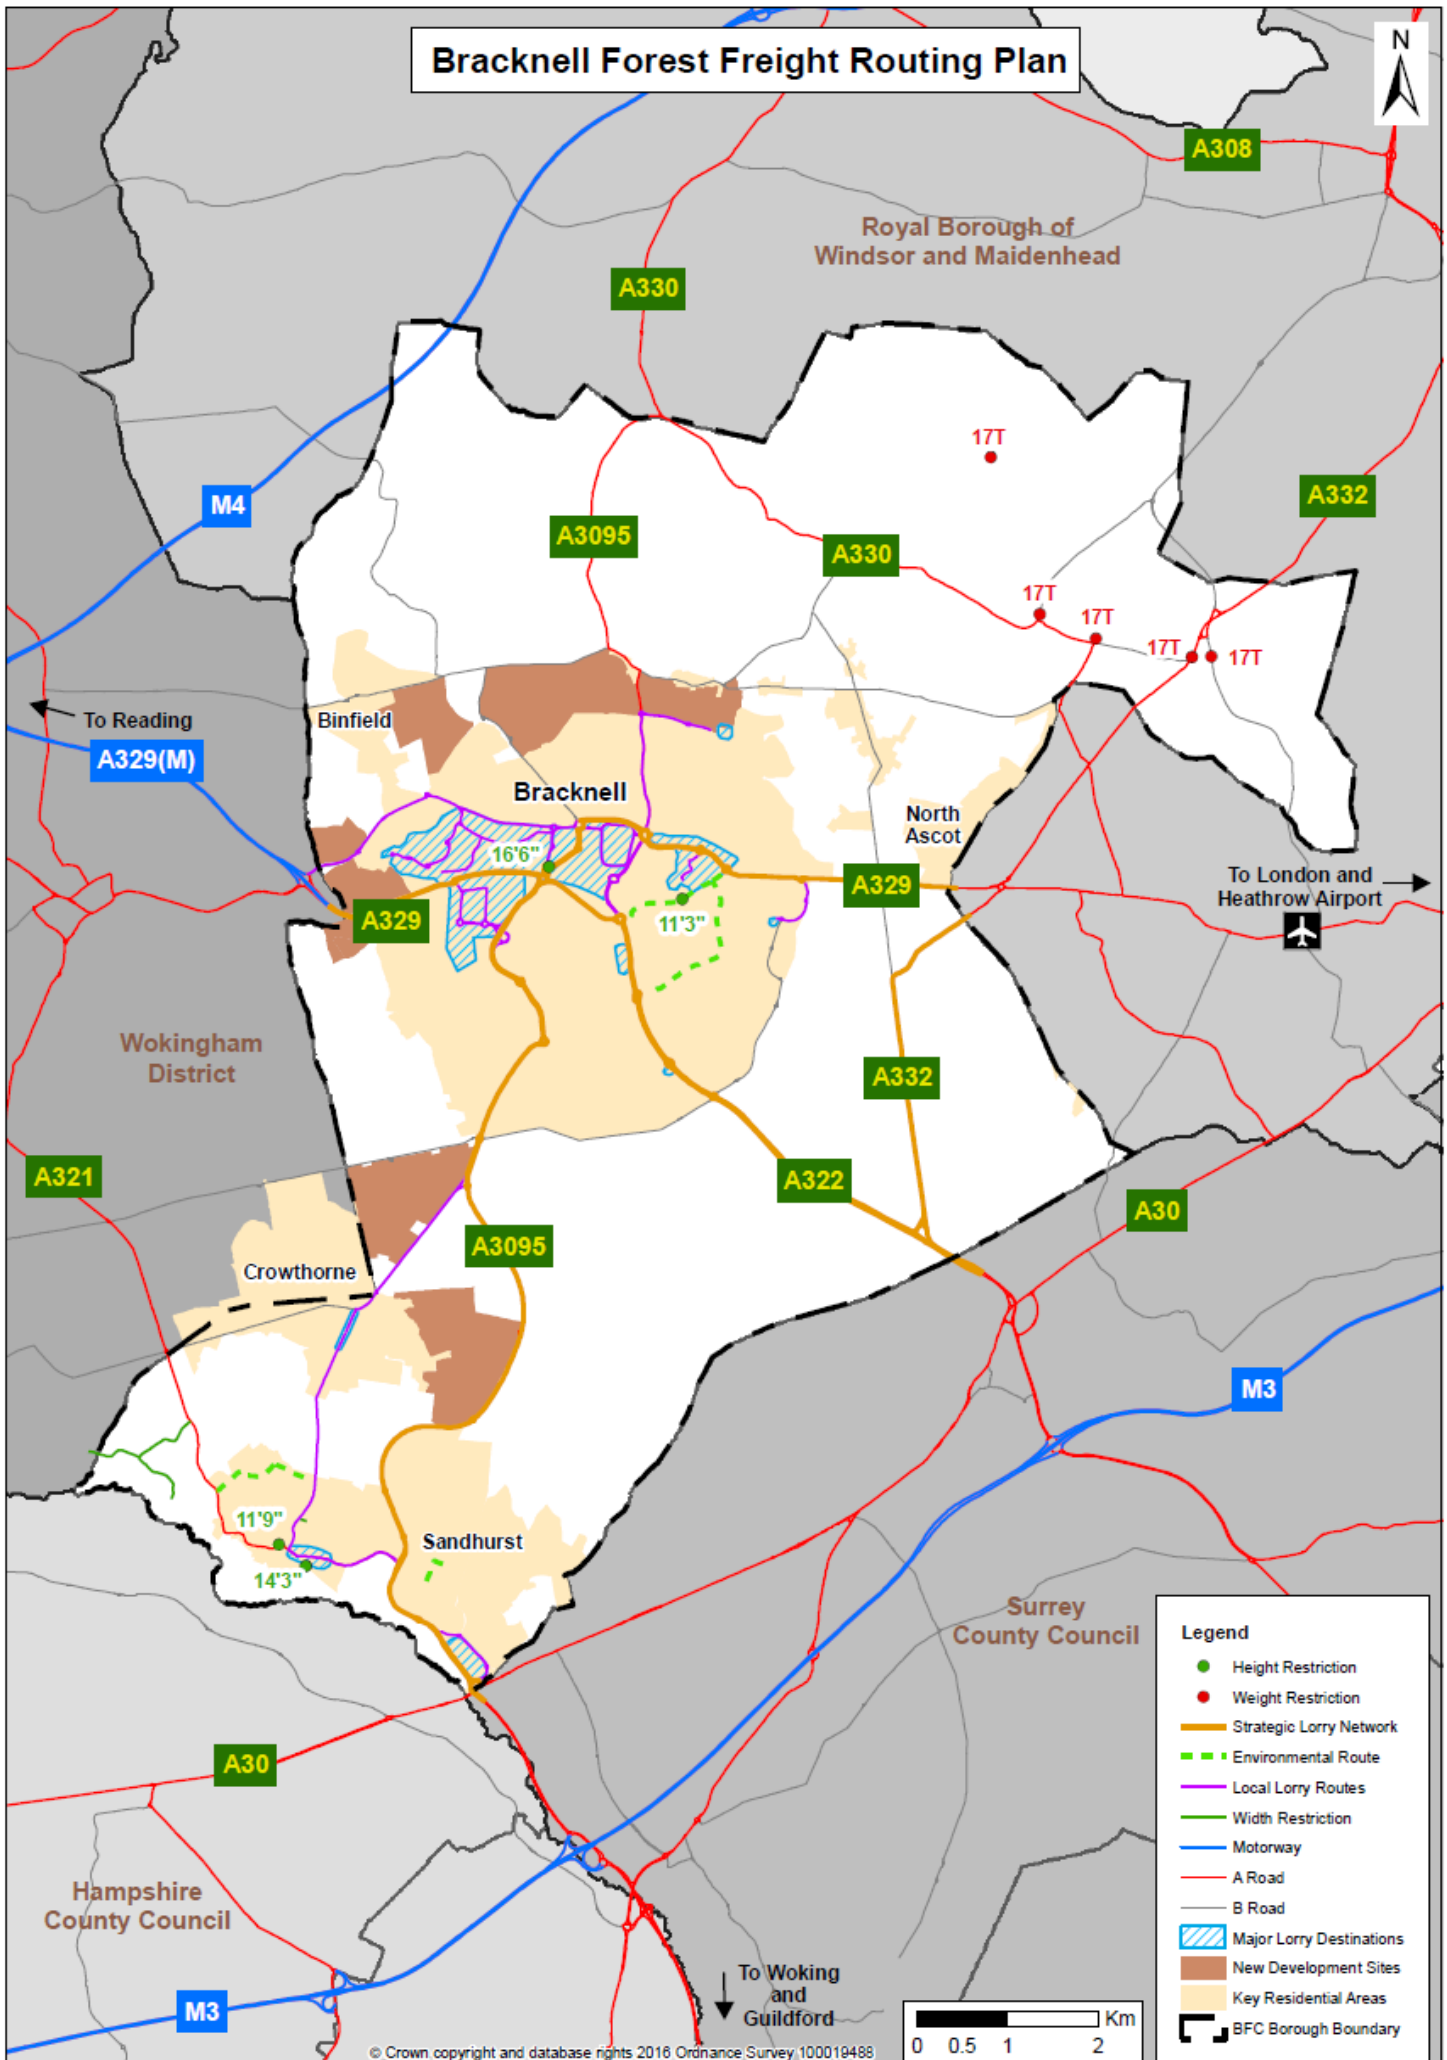 Bracknell Forest Freight Routing Plan
N
A308
Royal Borough of
Windsor and Maidenhead
A330
17T
M4
A332
A3095
A330
17T
17T
17T
17T
To Reading
Binfield
A329(M)
Bracknell
North
Ascot
16'6"
To London and
Heathrow Airport
A329
A329
11'3"
Wokingham
District
A332
A321
A322
A30
A3095
Crowthorne
M3
11'9"
Sandhurst
14'3"
Surrey
County Council
A30
Hampshire
County Council
M3
To Woking
and
Guildford
Legend
Height Restriction
Weight Restriction
Strategic Lorry Network
Environmental Route
Local Lorry Routes
Width Restriction
Motorway
A Road
B Road
Major Lorry Destinations
New Development Sites
Key Residential Areas
BFC Borough Boundary
Km
0 0.5 1 2
© Crown copyright and database rights 2016 Ordnance Survey 100019488